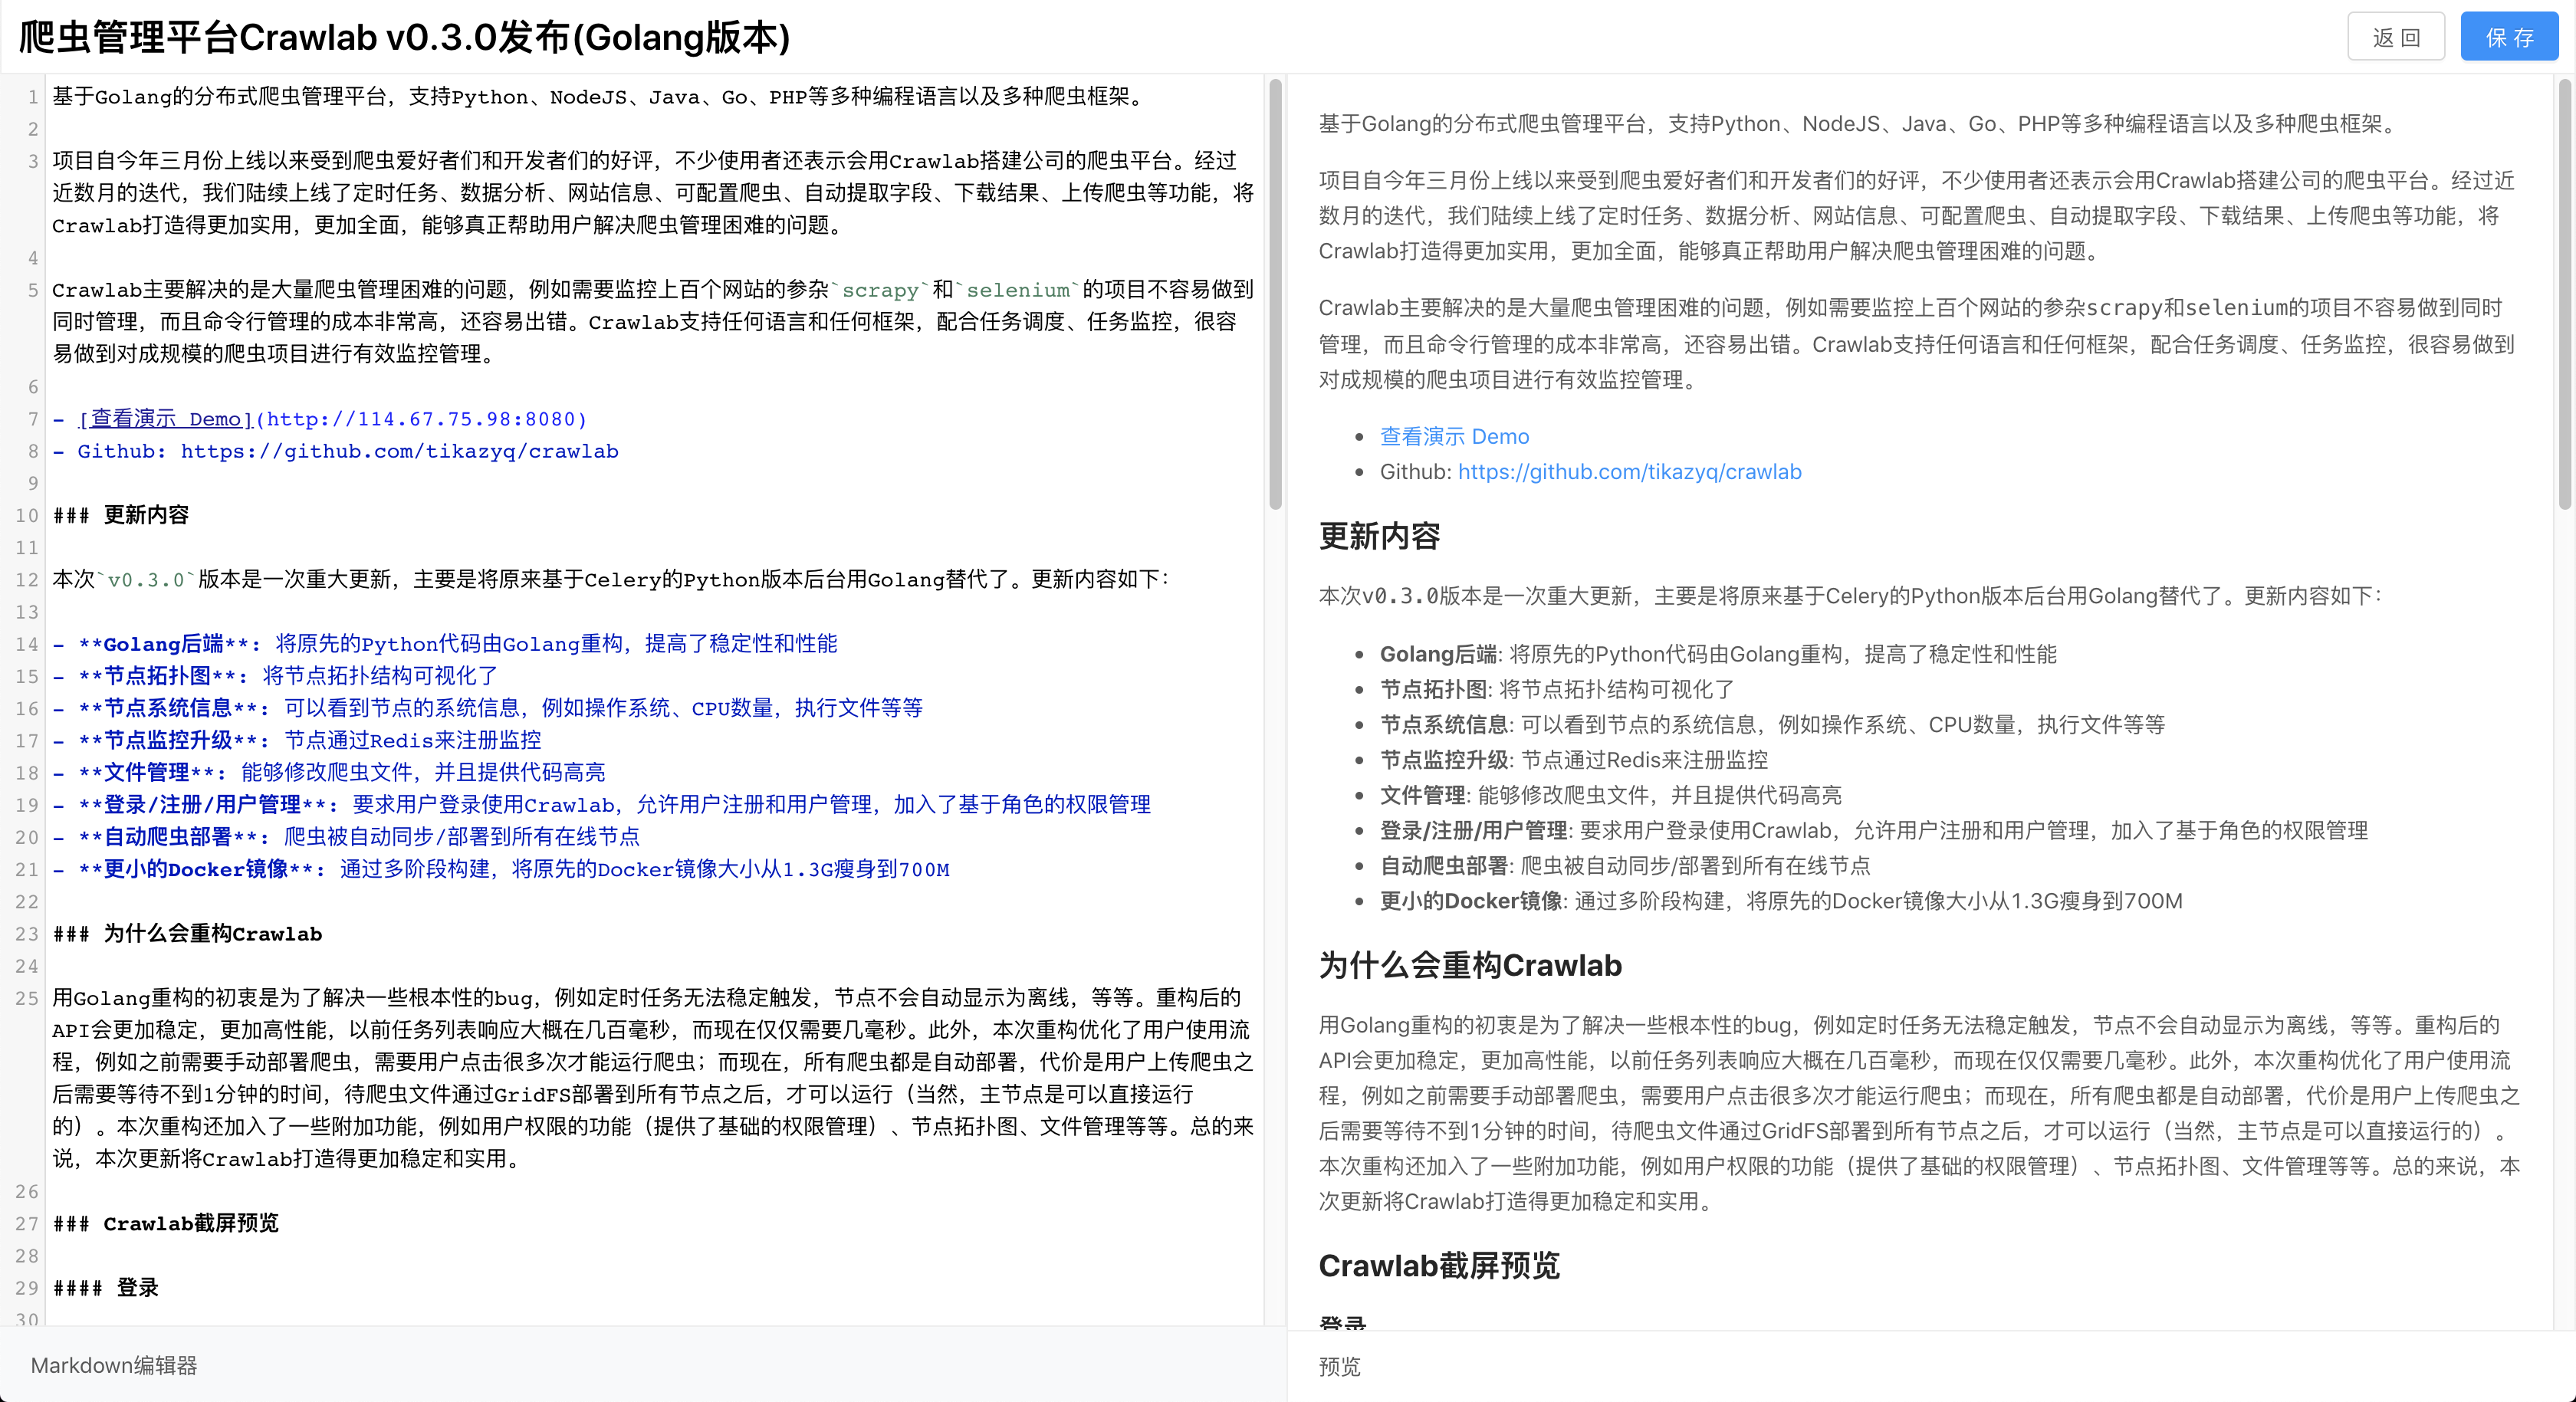 爬虫管理平台Crawlab v0.3.0发布(Golang版本)
返 回
保 存
1 基于Golang的分布式爬虫管理平台，支持Python、NodeJS、Java、Go、PHP等多种编程语言以及多种爬虫框架。
2
3 项目自今年三月份上线以来受到爬虫爱好者们和开发者们的好评，不少使用者还表示会用Crawlab搭建公司的爬虫平台。经过
近数月的迭代，我们陆续上线了定时任务、数据分析、网站信息、可配置爬虫、自动提取字段、下载结果、上传爬虫等功能，将
Crawlab打造得更加实用，更加全面，能够真正帮助用户解决爬虫管理困难的问题。
4
5 Crawlab主要解决的是大量爬虫管理困难的问题，例如需要监控上百个网站的参杂`scrapy`和`selenium`的项目不容易做到
同时管理，而且命令行管理的成本非常高，还容易出错。Crawlab支持任何语言和任何框架，配合任务调度、任务监控，很容
易做到对成规模的爬虫项目进行有效监控管理。
6
7 - [查看演示 Demo](http://114.67.75.98:8080)
8 - Github: https://github.com/tikazyq/crawlab
9
10 ### 更新内容
11
12 本次`v0.3.0`版本是一次重大更新，主要是将原来基于Celery的Python版本后台用Golang替代了。更新内容如下：
13
14 - **Golang后端**: 将原先的Python代码由Golang重构，提高了稳定性和性能
15 - **节点拓扑图**: 将节点拓扑结构可视化了
16 - **节点系统信息**: 可以看到节点的系统信息，例如操作系统、CPU数量，执行文件等等
17 - **节点监控升级**: 节点通过Redis来注册监控
18 - **文件管理**: 能够修改爬虫文件，并且提供代码高亮
19 - **登录/注册/用户管理**: 要求用户登录使用Crawlab，允许用户注册和用户管理，加入了基于角色的权限管理
20 - **自动爬虫部署**: 爬虫被自动同步/部署到所有在线节点
21 - **更小的Docker镜像**: 通过多阶段构建，将原先的Docker镜像大小从1.3G瘦身到700M
22
23 ### 为什么会重构Crawlab
24
25 用Golang重构的初衷是为了解决一些根本性的bug，例如定时任务无法稳定触发，节点不会自动显示为离线，等等。重构后的
API会更加稳定，更加高性能，以前任务列表响应大概在几百毫秒，而现在仅仅需要几毫秒。此外，本次重构优化了用户使用流
程，例如之前需要手动部署爬虫，需要用户点击很多次才能运行爬虫；而现在，所有爬虫都是自动部署，代价是用户上传爬虫之
后需要等待不到1分钟的时间，待爬虫文件通过GridFS部署到所有节点之后，才可以运行（当然，主节点是可以直接运行
的）。本次重构还加入了一些附加功能，例如用户权限的功能（提供了基础的权限管理）、节点拓扑图、文件管理等等。总的来
说，本次更新将Crawlab打造得更加稳定和实用。
26
27 ### Crawlab截屏预览
28
29 #### 登录
30
Markdown编辑器
基于Golang的分布式爬虫管理平台，支持Python、NodeJS、Java、Go、PHP等多种编程语言以及多种爬虫框架。
项目自今年三月份上线以来受到爬虫爱好者们和开发者们的好评，不少使用者还表示会用Crawlab搭建公司的爬虫平台。经过近
数月的迭代，我们陆续上线了定时任务、数据分析、网站信息、可配置爬虫、自动提取字段、下载结果、上传爬虫等功能，将
Crawlab打造得更加实用，更加全面，能够真正帮助用户解决爬虫管理困难的问题。
Crawlab主要解决的是大量爬虫管理困难的问题，例如需要监控上百个网站的参杂scrapy和selenium的项目不容易做到同时
管理，而且命令行管理的成本非常高，还容易出错。Crawlab支持任何语言和任何框架，配合任务调度、任务监控，很容易做到
对成规模的爬虫项目进行有效监控管理。
• 查看演示 Demo
• Github: https://github.com/tikazyq/crawlab
更新内容
本次v0.3.0版本是一次重大更新，主要是将原来基于Celery的Python版本后台用Golang替代了。更新内容如下：
• Golang后端: 将原先的Python代码由Golang重构，提高了稳定性和性能
• 节点拓扑图: 将节点拓扑结构可视化了
• 节点系统信息: 可以看到节点的系统信息，例如操作系统、CPU数量，执行文件等等
• 节点监控升级: 节点通过Redis来注册监控
• 文件管理: 能够修改爬虫文件，并且提供代码高亮
• 登录/注册/用户管理: 要求用户登录使用Crawlab，允许用户注册和用户管理，加入了基于角色的权限管理
• 自动爬虫部署: 爬虫被自动同步/部署到所有在线节点
• 更小的Docker镜像: 通过多阶段构建，将原先的Docker镜像大小从1.3G瘦身到700M
为什么会重构Crawlab
用Golang重构的初衷是为了解决一些根本性的bug，例如定时任务无法稳定触发，节点不会自动显示为离线，等等。重构后的
API会更加稳定，更加高性能，以前任务列表响应大概在几百毫秒，而现在仅仅需要几毫秒。此外，本次重构优化了用户使用流
程，例如之前需要手动部署爬虫，需要用户点击很多次才能运行爬虫；而现在，所有爬虫都是自动部署，代价是用户上传爬虫之
后需要等待不到1分钟的时间，待爬虫文件通过GridFS部署到所有节点之后，才可以运行（当然，主节点是可以直接运行的）。
本次重构还加入了一些附加功能，例如用户权限的功能（提供了基础的权限管理）、节点拓扑图、文件管理等等。总的来说，本
次更新将Crawlab打造得更加稳定和实用。
Crawlab截屏预览
登录
预览